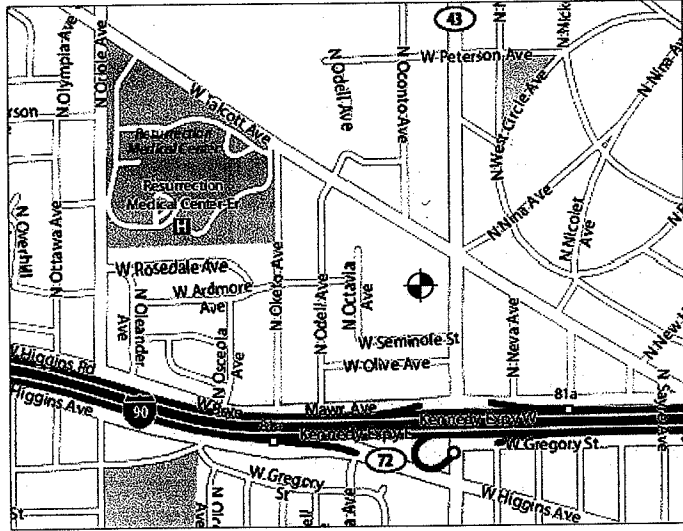 43
N Olympia Ave
N Oriole Ave
N Odell Ave
N Oconto Ave
W Peterson Ave
N Nina Ave
W Talcott Ave
N West Circle Ave
Resurrection
Medical Center
Resurrection
Medical Center-Er
H
N Overhill
N Ottawa Ave
N Nina Ave
N Nicolet
Ave
W Rosedale Ave
W Ardmore
Ave
N Oleander
Ave
N Osceola
Ave
N Oketo Ave
N Odell Ave
N Octavia
Ave
W Seminole St
W Olive Ave
N Neva Ave
W Higgins Rd
Higgins Ave
90
W Bryn
Mawr Ave
81a
Kennedy Expy W
Kennedy Expy E
W Gregory St
72
W Gregory
St
W Higgins Ave
St